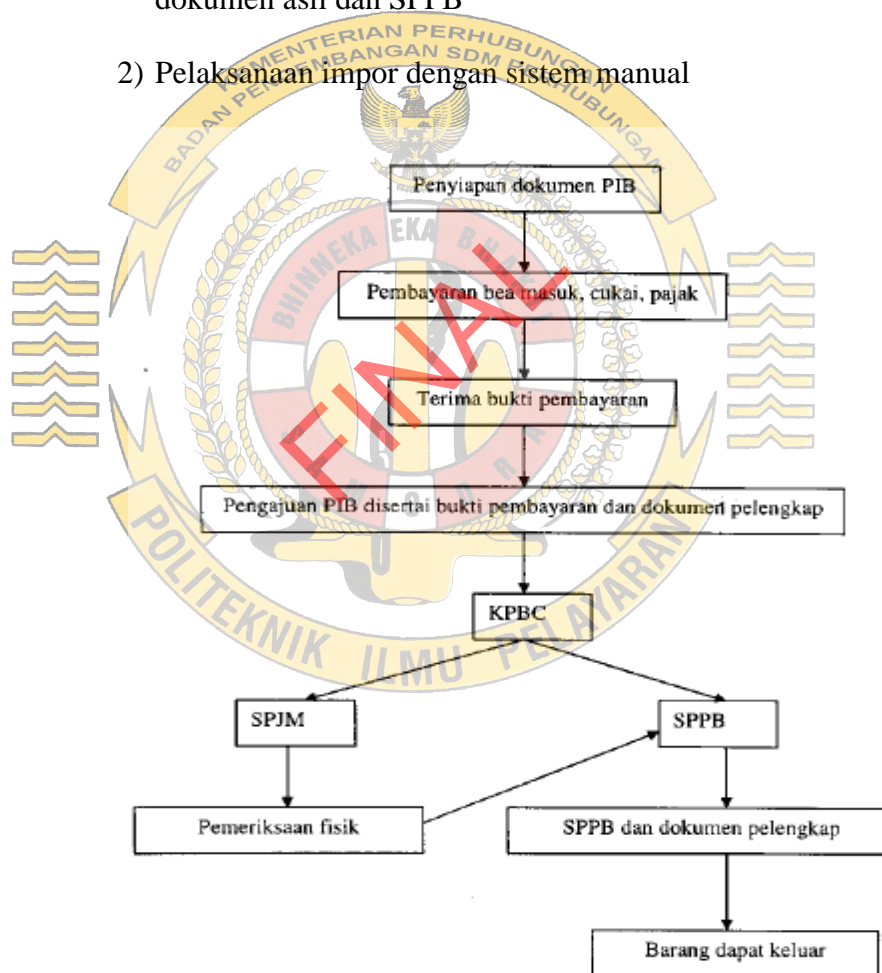 dokumen asli dan SPPB
2) Pelaksanaan impor dengan sistem manual
BADAN PENGEMBANGAN SDM PERHUBUNGAN
KEMENTERIAN PERHUBUNGAN
Penyiapan dokumen PIB
BHINNEKA EKA BHAKTI
Pembayaran bea masuk, cukai, pajak
FINAL
Terima bukti pembayaran
SAMUDRA
Pengajuan PIB disertai bukti pembayaran dan dokumen pelengkap
KPBC
POLITEKNIK ILMU PELAYARAN
SPJM
SPPB
Pemeriksaan fisik
SPPB dan dokumen pelengkap
Barang dapat keluar